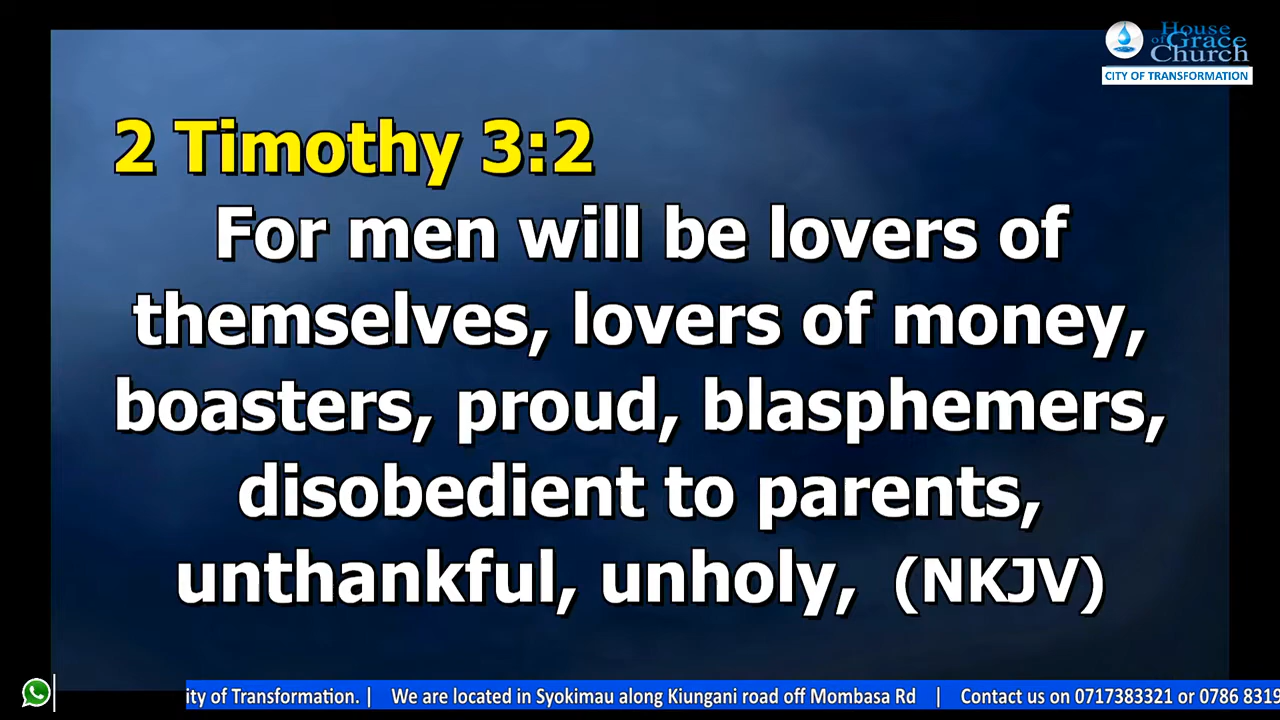 House
of Grace
Church
CITY OF TRANSFORMATION
2 Timothy 3:2
For men will be lovers of
themselves, lovers of money,
boasters, proud, blasphemers,
disobedient to parents,
unthankful, unholy, (NKJV)
ity of Transformation. | We are located in Syokimau along Kiungani road off Mombasa Rd | Contact us on 0717383321 or 0786 8319